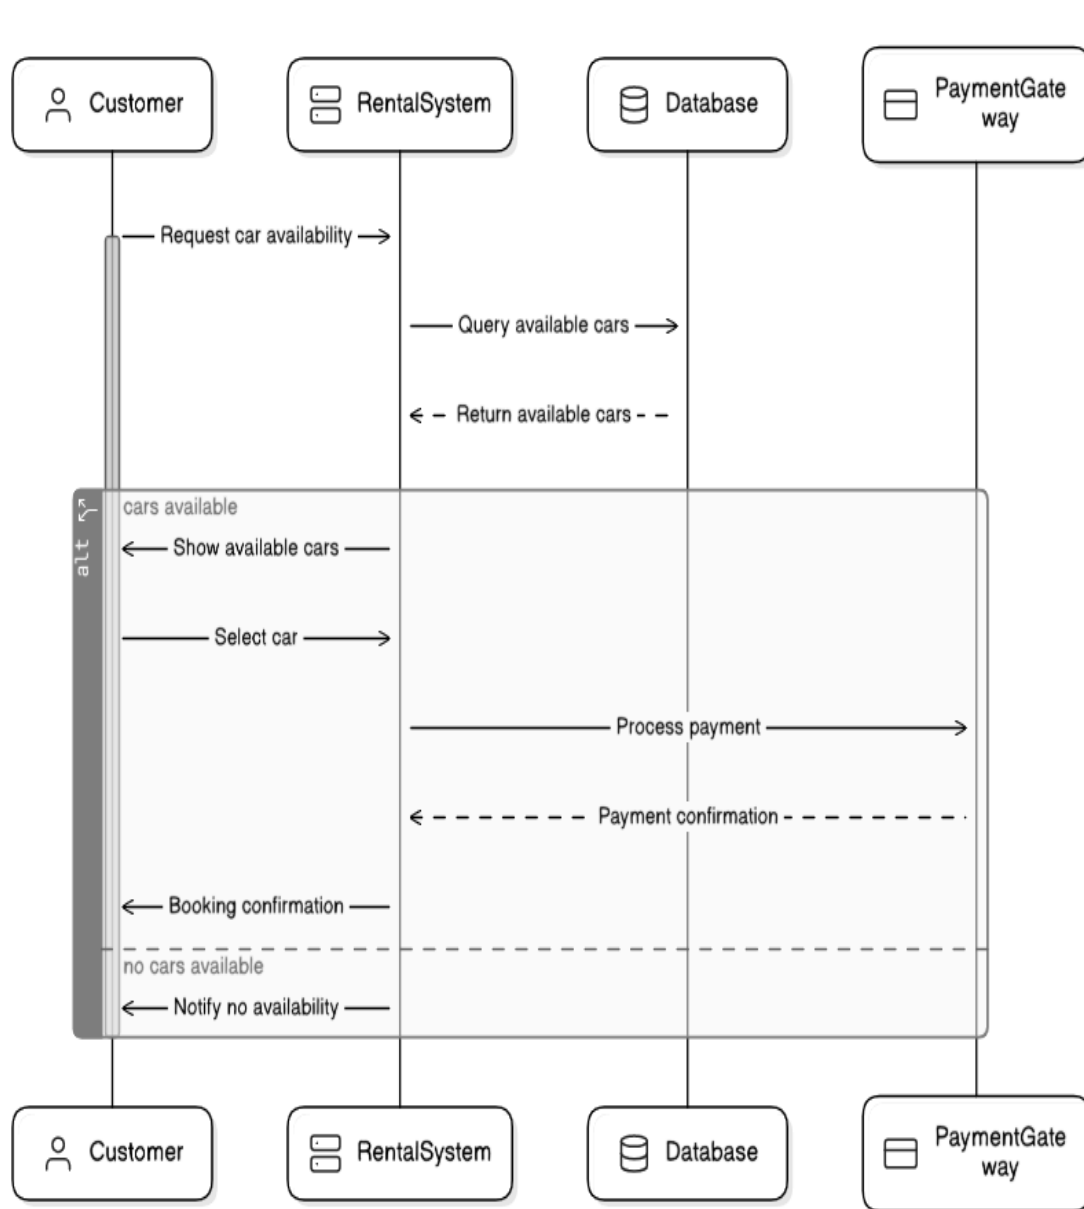 Customer
RentalSystem
Database
PaymentGate
way
Request car availability
Query available cars
Return available cars
alt
cars available
Show available cars
Select car
Process payment
Payment confirmation
Booking confirmation
no cars available
Notify no availability
Customer
RentalSystem
Database
PaymentGate
way